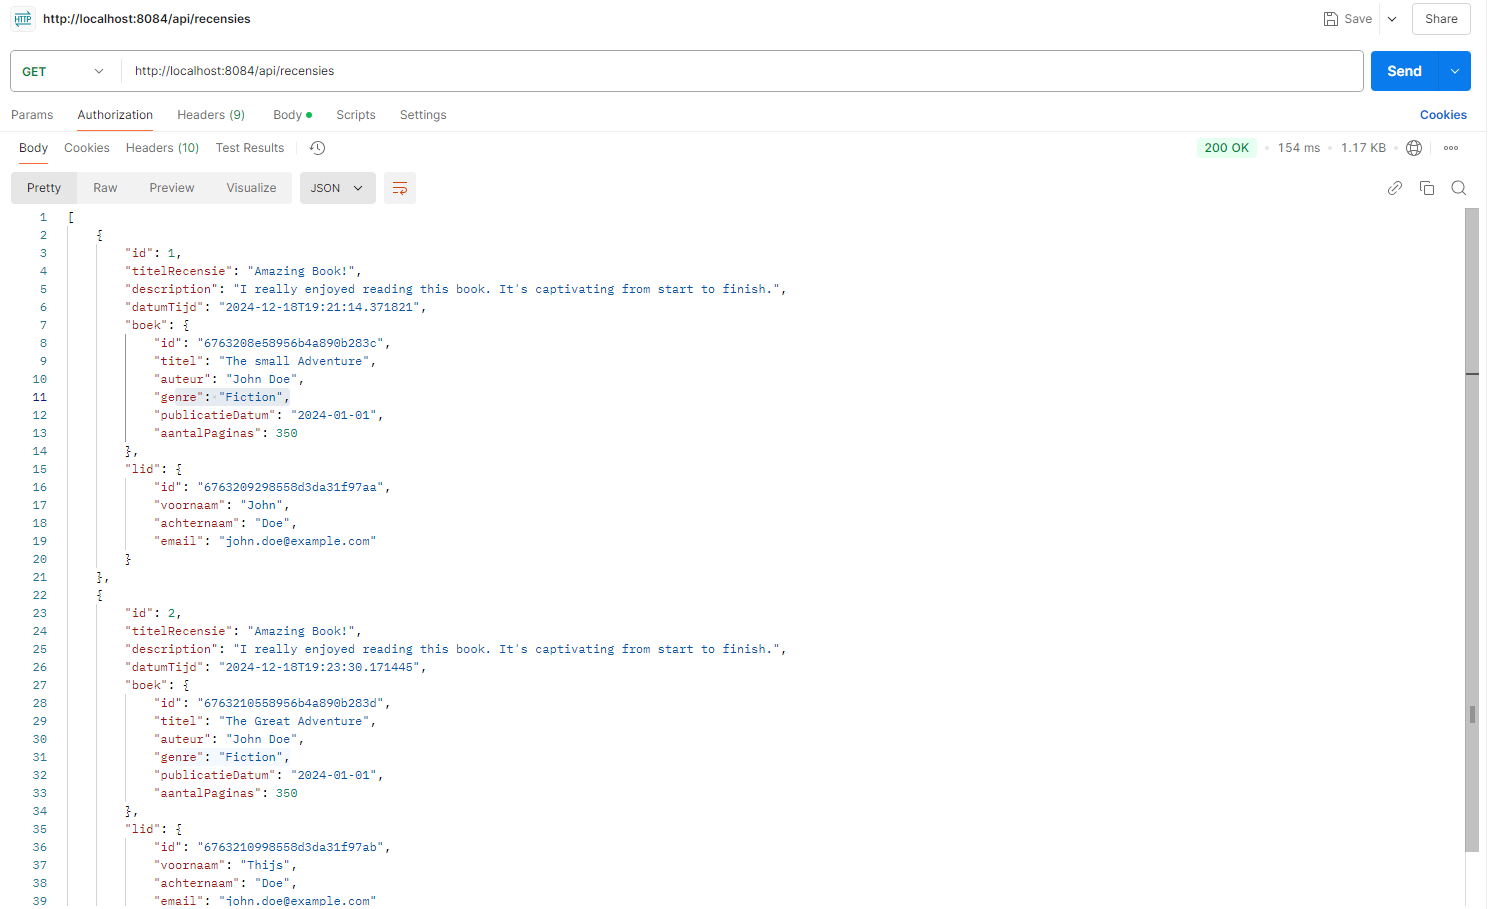 HTTP http://localhost:8084/api/recensies Save Share
GET http://localhost:8084/api/recensies Send
Params Authorization Headers (9) Body Scripts Settings Cookies
Body Cookies Headers (10) Test Results 200 OK 154 ms 1.17 KB
Pretty Raw Preview Visualize JSON
1 [
2 {
3 "id": 1,
4 "titelRecensie": "Amazing Book!",
5 "description": "I really enjoyed reading this book. It's captivating from start to finish.",
6 "datumTijd": "2024-12-18T19:21:14.371821",
7 "boek": {
8 "id": "6763208e58956b4a890b283c",
9 "titel": "The small Adventure",
10 "auteur": "John Doe",
11 "genre": "Fiction",
12 "publicatieDatum": "2024-01-01",
13 "aantalPaginas": 350
14 },
15 "lid": {
16 "id": "6763209298558d3da31f97aa",
17 "voornaam": "John",
18 "achternaam": "Doe",
19 "email": "john.doe@example.com"
20 }
21 },
22 {
23 "id": 2,
24 "titelRecensie": "Amazing Book!",
25 "description": "I really enjoyed reading this book. It's captivating from start to finish.",
26 "datumTijd": "2024-12-18T19:23:30.171445",
27 "boek": {
28 "id": "6763210558956b4a890b283d",
29 "titel": "The Great Adventure",
30 "auteur": "John Doe",
31 "genre": "Fiction",
32 "publicatieDatum": "2024-01-01",
33 "aantalPaginas": 350
34 },
35 "lid": {
36 "id": "6763210998558d3da31f97ab",
37 "voornaam": "Thijs",
38 "achternaam": "Doe",
39 "email": "john.doe@example.com"